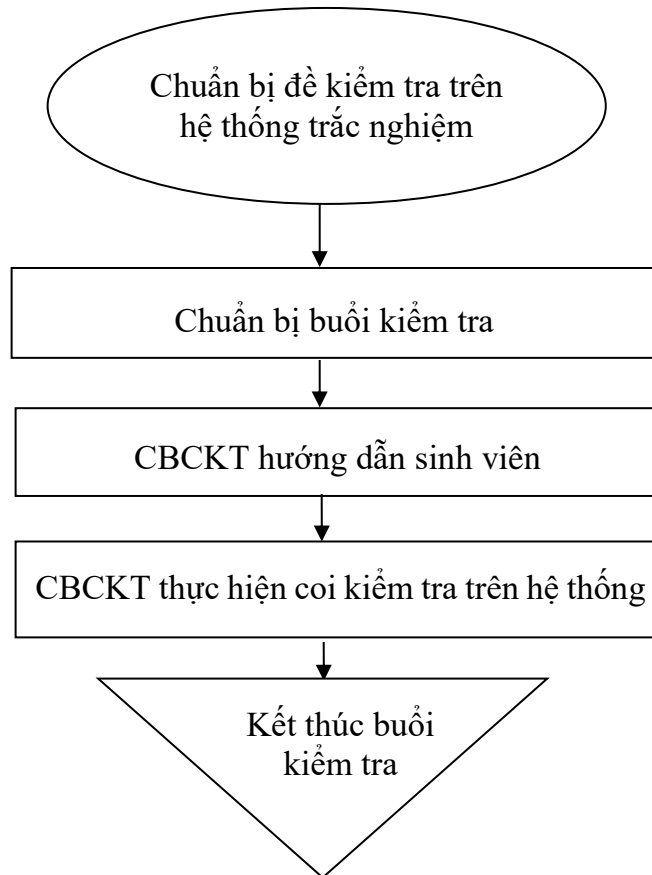 Chuẩn bị đề kiểm tra trên
hệ thống trắc nghiệm
Chuẩn bị buổi kiểm tra
CBCKT hướng dẫn sinh viên
CBCKT thực hiện coi kiểm tra trên hệ thống
Kết thúc buổi
kiểm tra